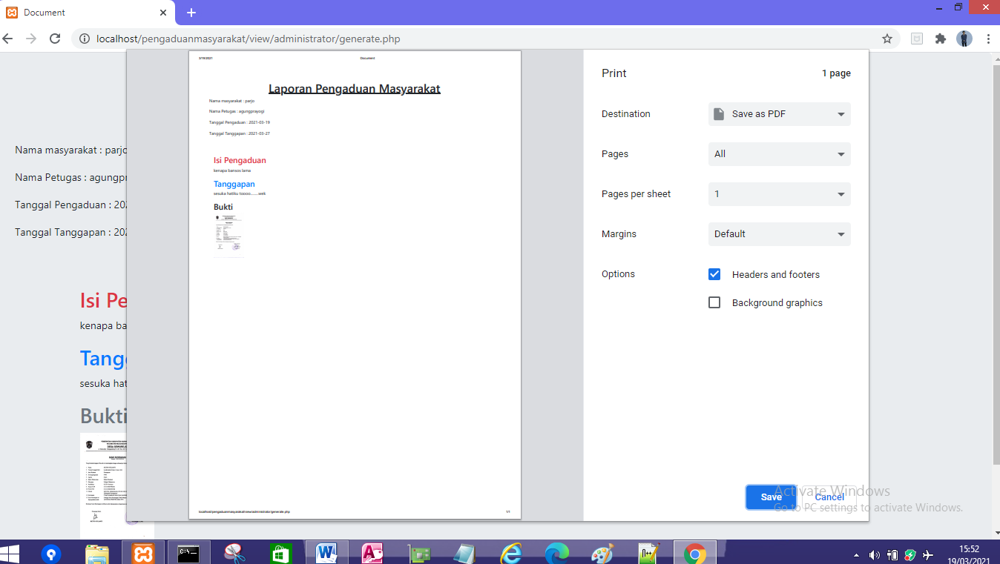 Document
localhost/pengaduanmasyarakat/view/administrator/generate.php
Nama masyarakat : parjo
Nama Petugas : agungpr
Tanggal Pengaduan : 202
Tanggal Tanggapan : 202
Isi Pe
kenapa ba
Tangg
sesuka hat
Bukti
3/19/2021 Document
Laporan Pengaduan Masyarakat
Nama masyarakat : parjo
Nama Petugas : agungprayogi
Tanggal Pengaduan : 2021-03-19
Tanggal Tanggapan : 2021-03-27
Isi Pengaduan
kenapa bansos lama
Tanggapan
sesuka hatiku toooo.......wek
Bukti
localhost/pengaduanmasyarakat/view/administrator/generate.php 1/1
Print 1 page
Destination Save as PDF
Pages All
Pages per sheet 1
Margins Default
Options Headers and footers
Background graphics
Save Cancel
Activate Windows
Go to PC settings to activate Windows.
15:52
19/03/2021